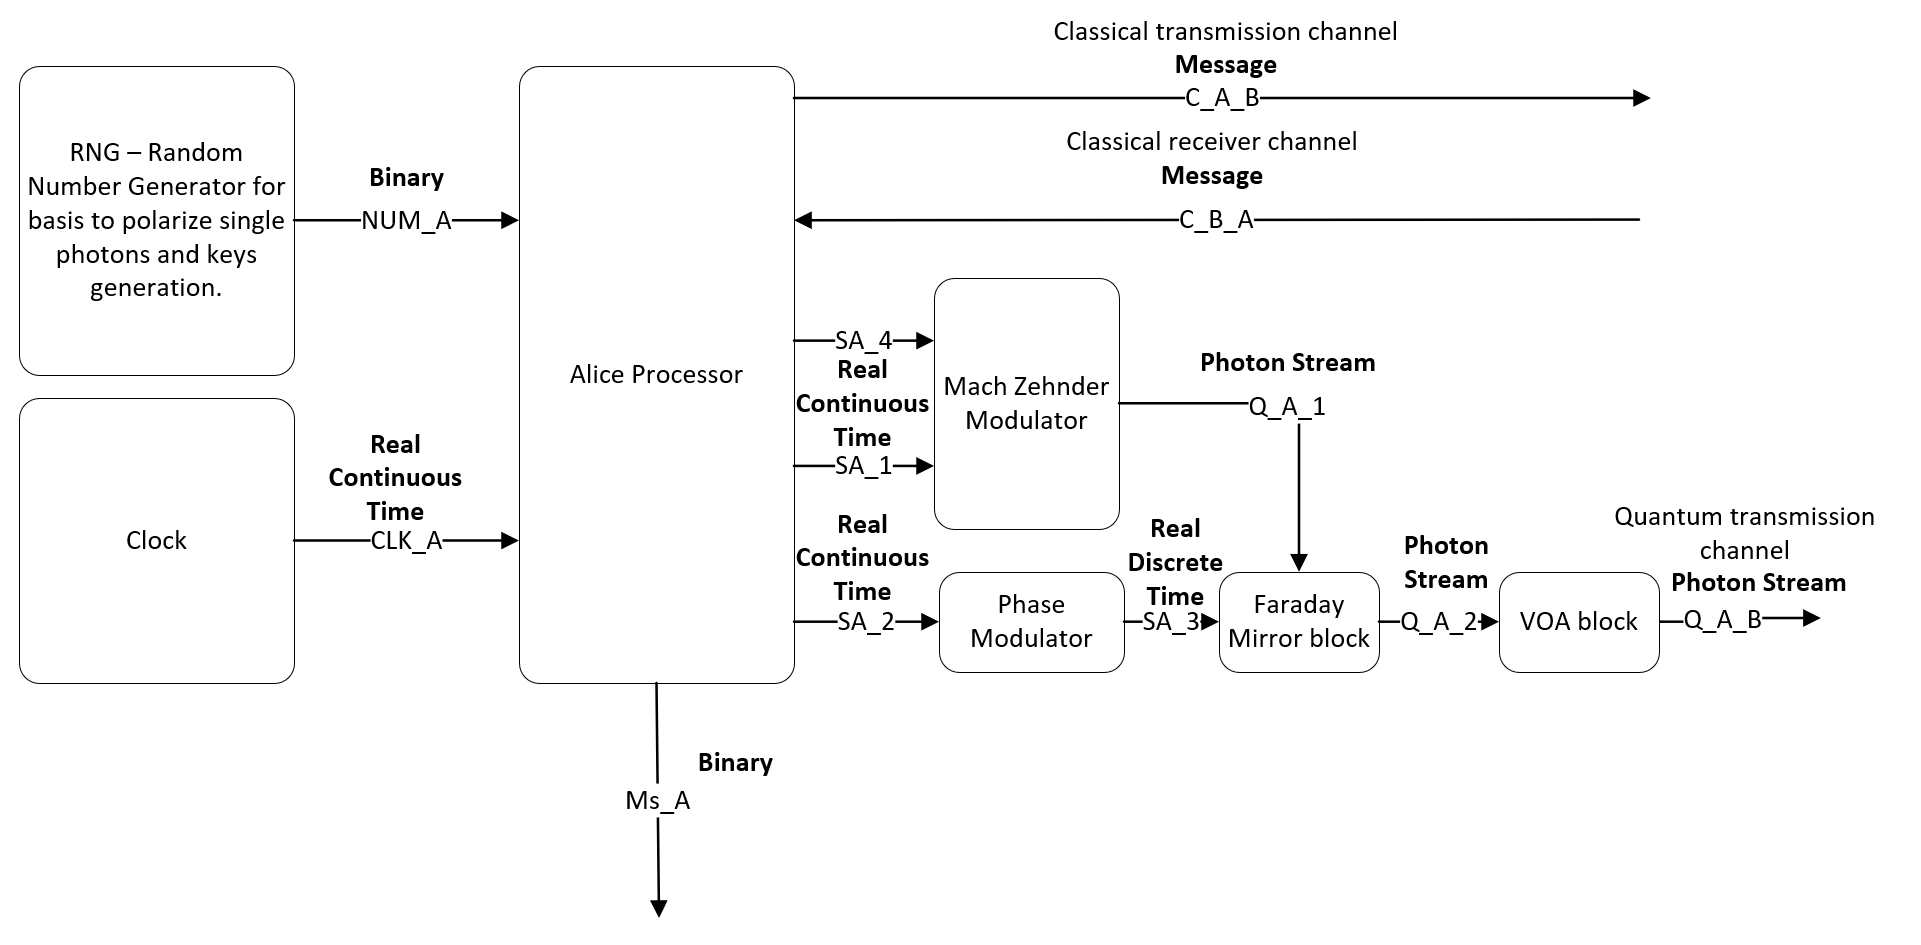 Classical transmission channel
Message
C_A_B
Classical receiver channel
Message
C_B_A
RNG – Random
Number Generator for
basis to polarize single
photons and keys
generation.
Binary
NUM_A
Alice Processor
Clock
Real
Continuous
Time
CLK_A
SA_4
Real
Continuous
Time
SA_1
Mach Zehnder
Modulator
Photon Stream
Q_A_1
Real
Continuous
Time
SA_2
Phase
Modulator
Real
Discrete
Time
SA_3
Faraday
Mirror block
Photon
Stream
Q_A_2
VOA block
Quantum transmission
channel
Photon Stream
Q_A_B
Binary
Ms_A